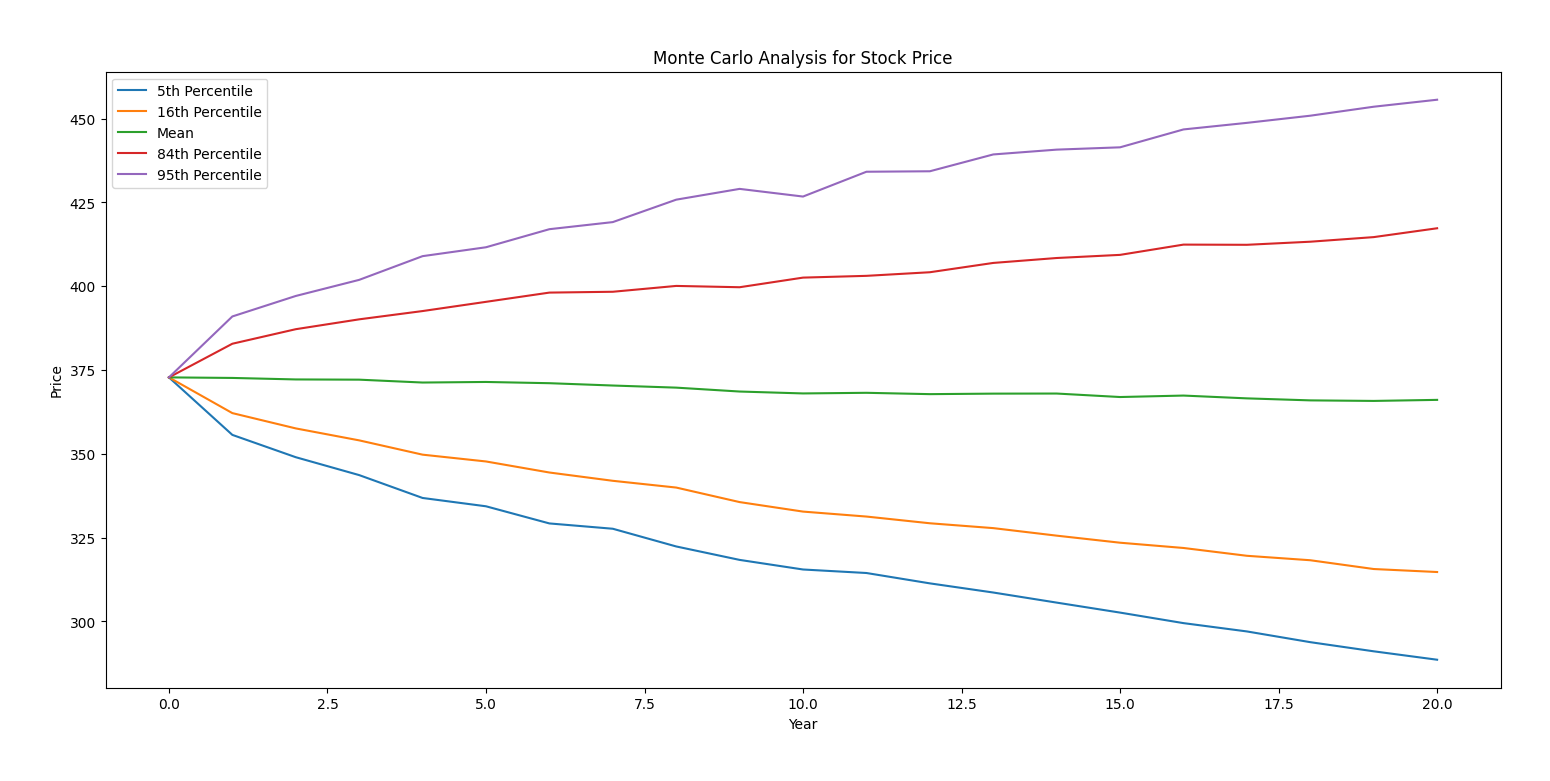 Monte Carlo Analysis for Stock Price
5th Percentile
16th Percentile
Mean
84th Percentile
95th Percentile
450
425
400
375
350
325
300
Price
0.0 2.5 5.0 7.5 10.0 12.5 15.0 17.5 20.0
Year